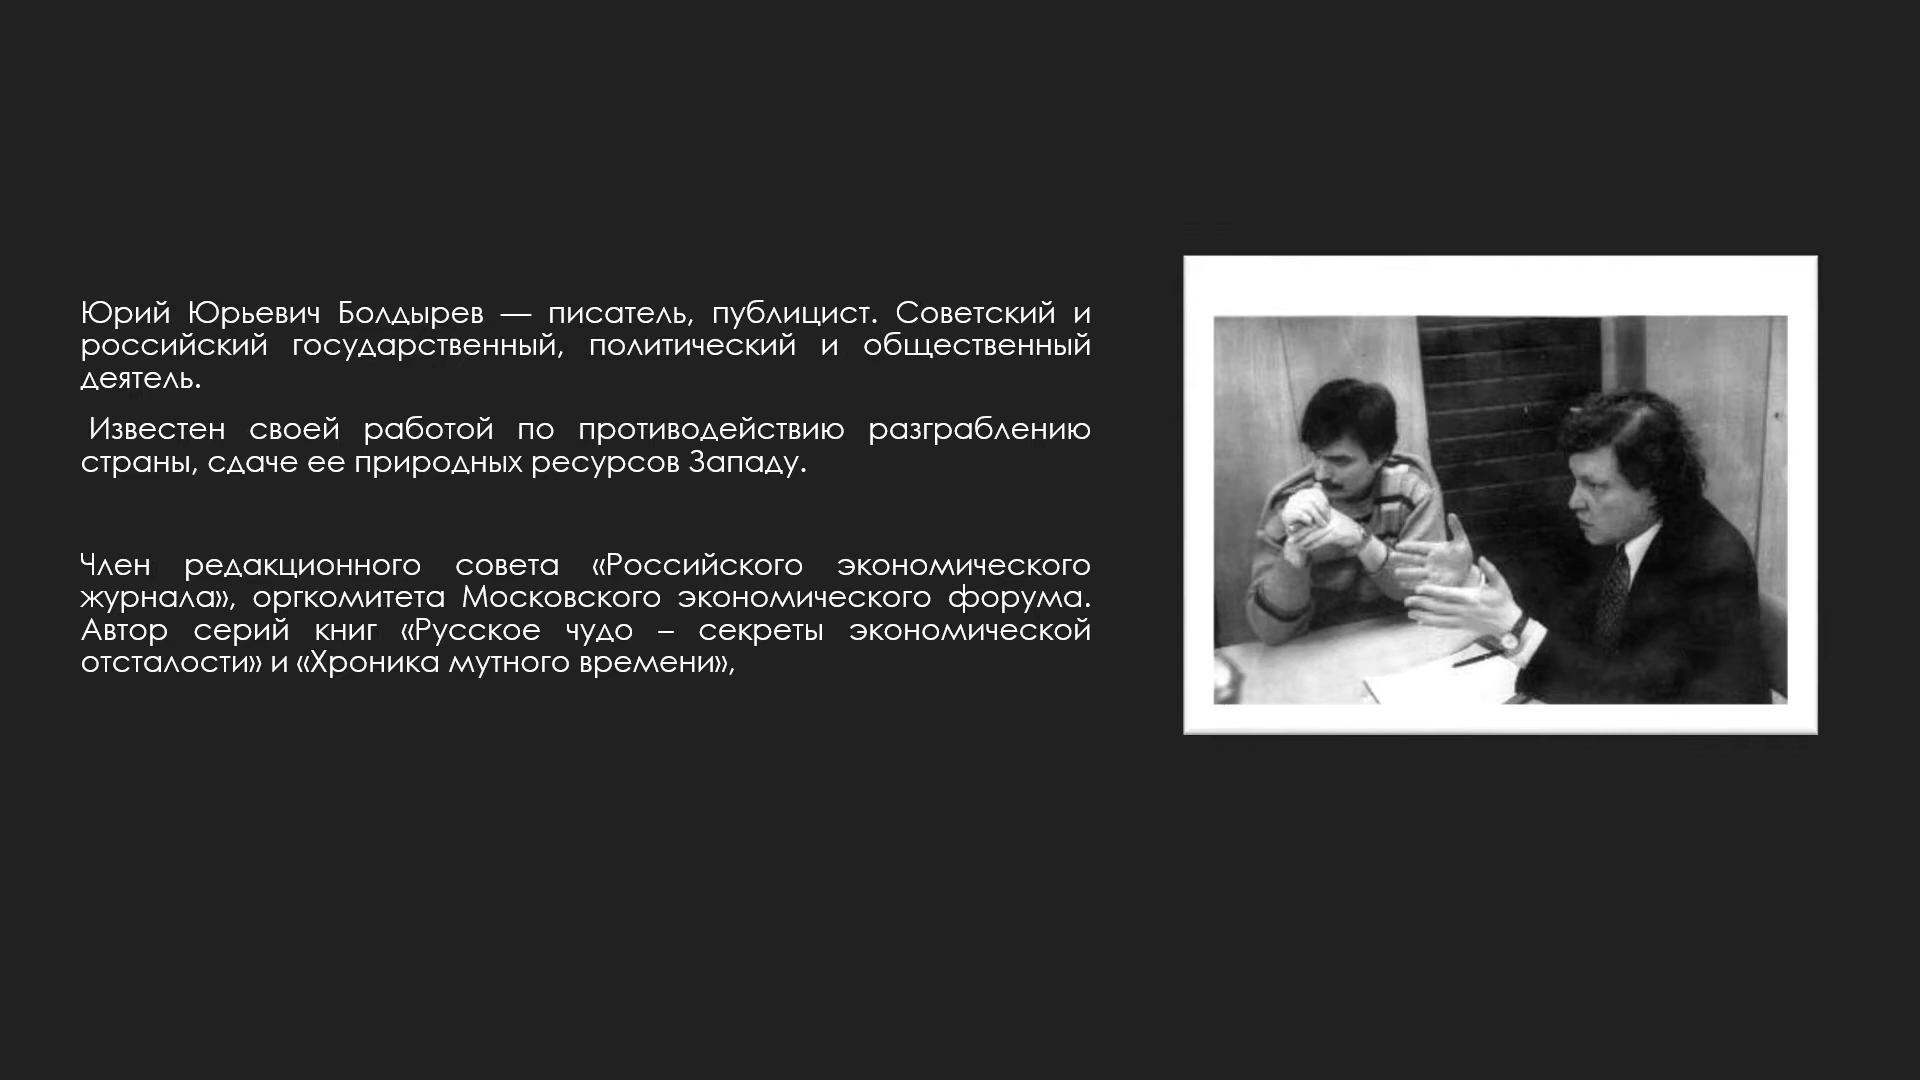 Юрий Юрьевич Болдырев — писатель, публицист. Советский и
российский государственный, политический и общественный
деятель.
Известен своей работой по противодействию разграблению
страны, сдаче ее природных ресурсов Западу.
Член редакционного совета «Российского экономического
журнала», оргкомитета Московского экономического форума.
Автор серий книг «Русское чудо – секреты экономической
отсталости» и «Хроника мутного времени»,